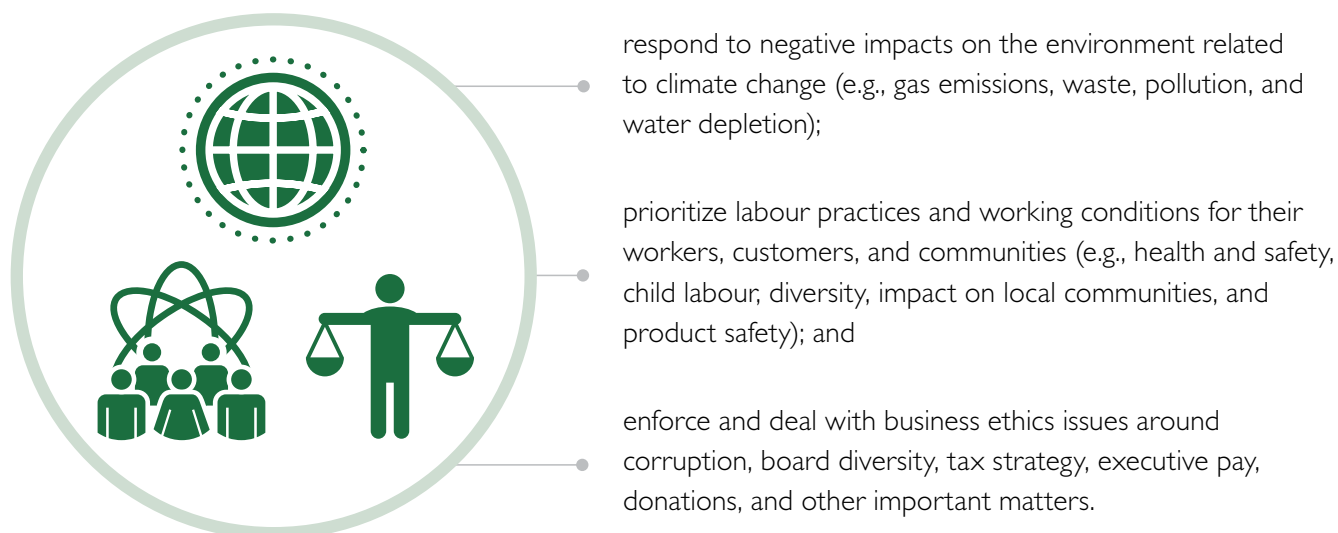 respond to negative impacts on the environment related
to climate change (e.g., gas emissions, waste, pollution, and
water depletion);
prioritize labour practices and working conditions for their
workers, customers, and communities (e.g., health and safety,
child labour, diversity, impact on local communities, and
product safety); and
enforce and deal with business ethics issues around
corruption, board diversity, tax strategy, executive pay,
donations, and other important matters.